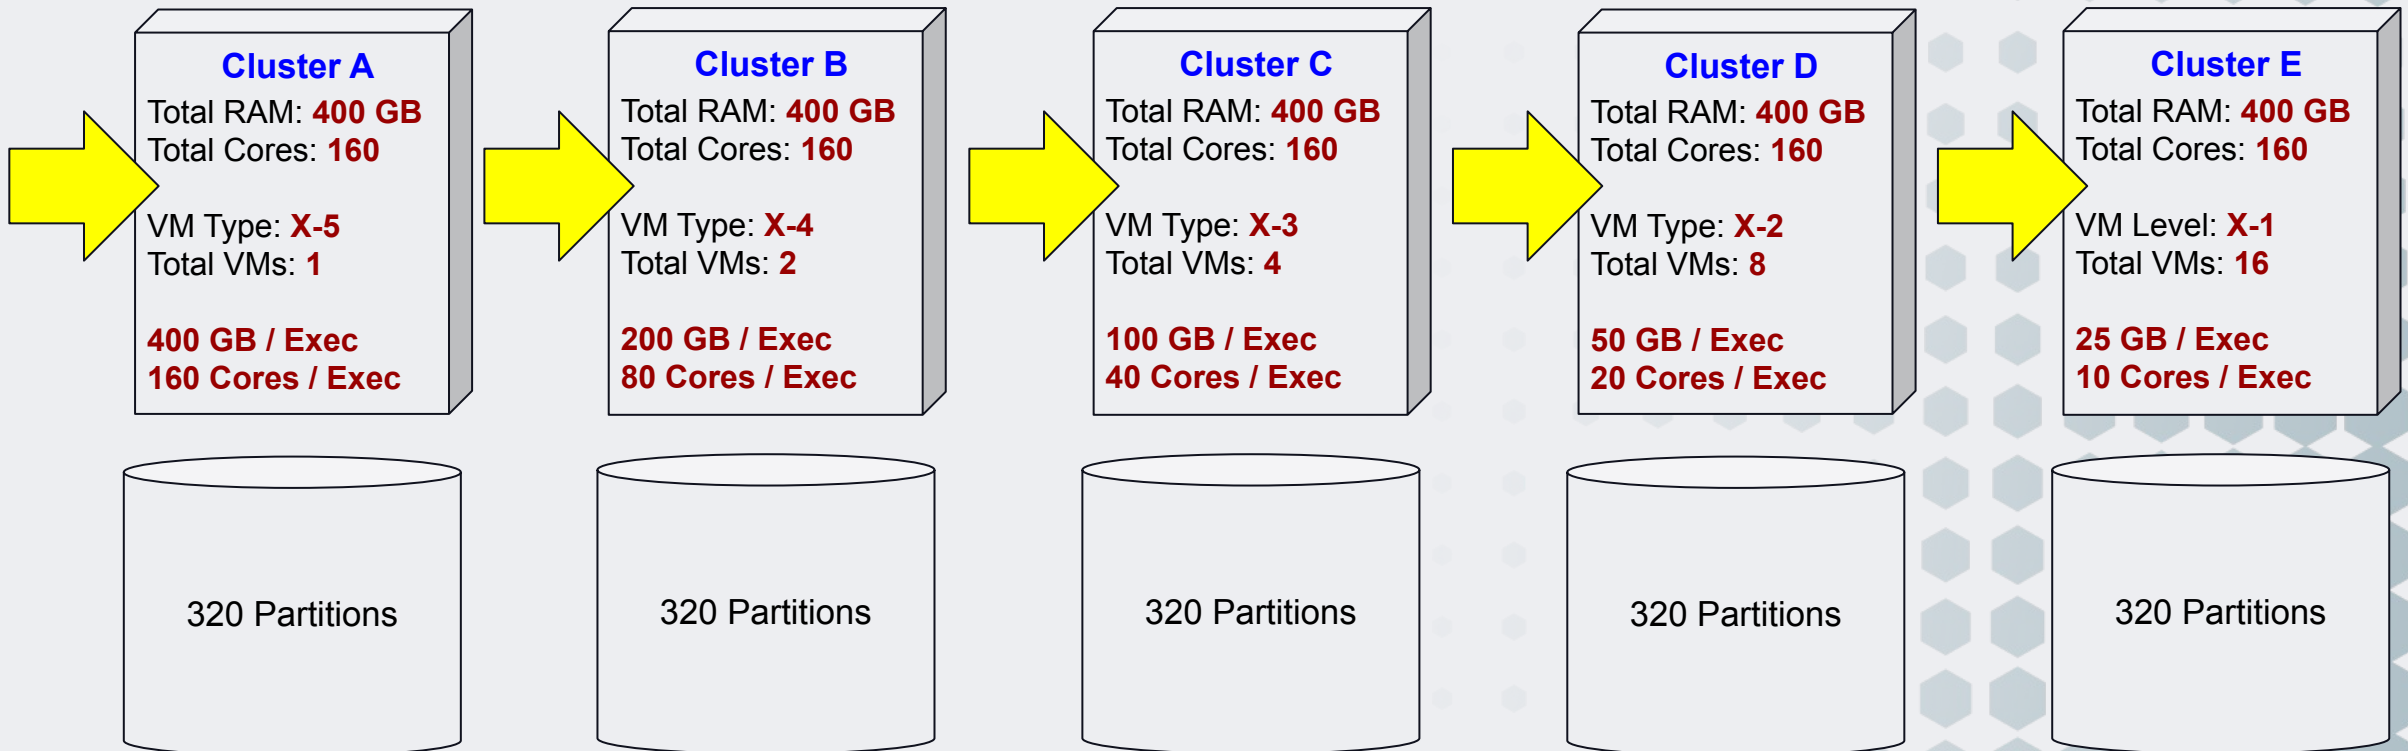 Cluster A
Total RAM: 400 GB
Total Cores: 160
VM Type: X-5
Total VMs: 1
400 GB / Exec
160 Cores / Exec
Cluster B
Total RAM: 400 GB
Total Cores: 160
VM Type: X-4
Total VMs: 2
200 GB / Exec
80 Cores / Exec
Cluster C
Total RAM: 400 GB
Total Cores: 160
VM Type: X-3
Total VMs: 4
100 GB / Exec
40 Cores / Exec
Cluster D
Total RAM: 400 GB
Total Cores: 160
VM Type: X-2
Total VMs: 8
50 GB / Exec
20 Cores / Exec
Cluster E
Total RAM: 400 GB
Total Cores: 160
VM Level: X-1
Total VMs: 16
25 GB / Exec
10 Cores / Exec
320 Partitions
320 Partitions
320 Partitions
320 Partitions
320 Partitions